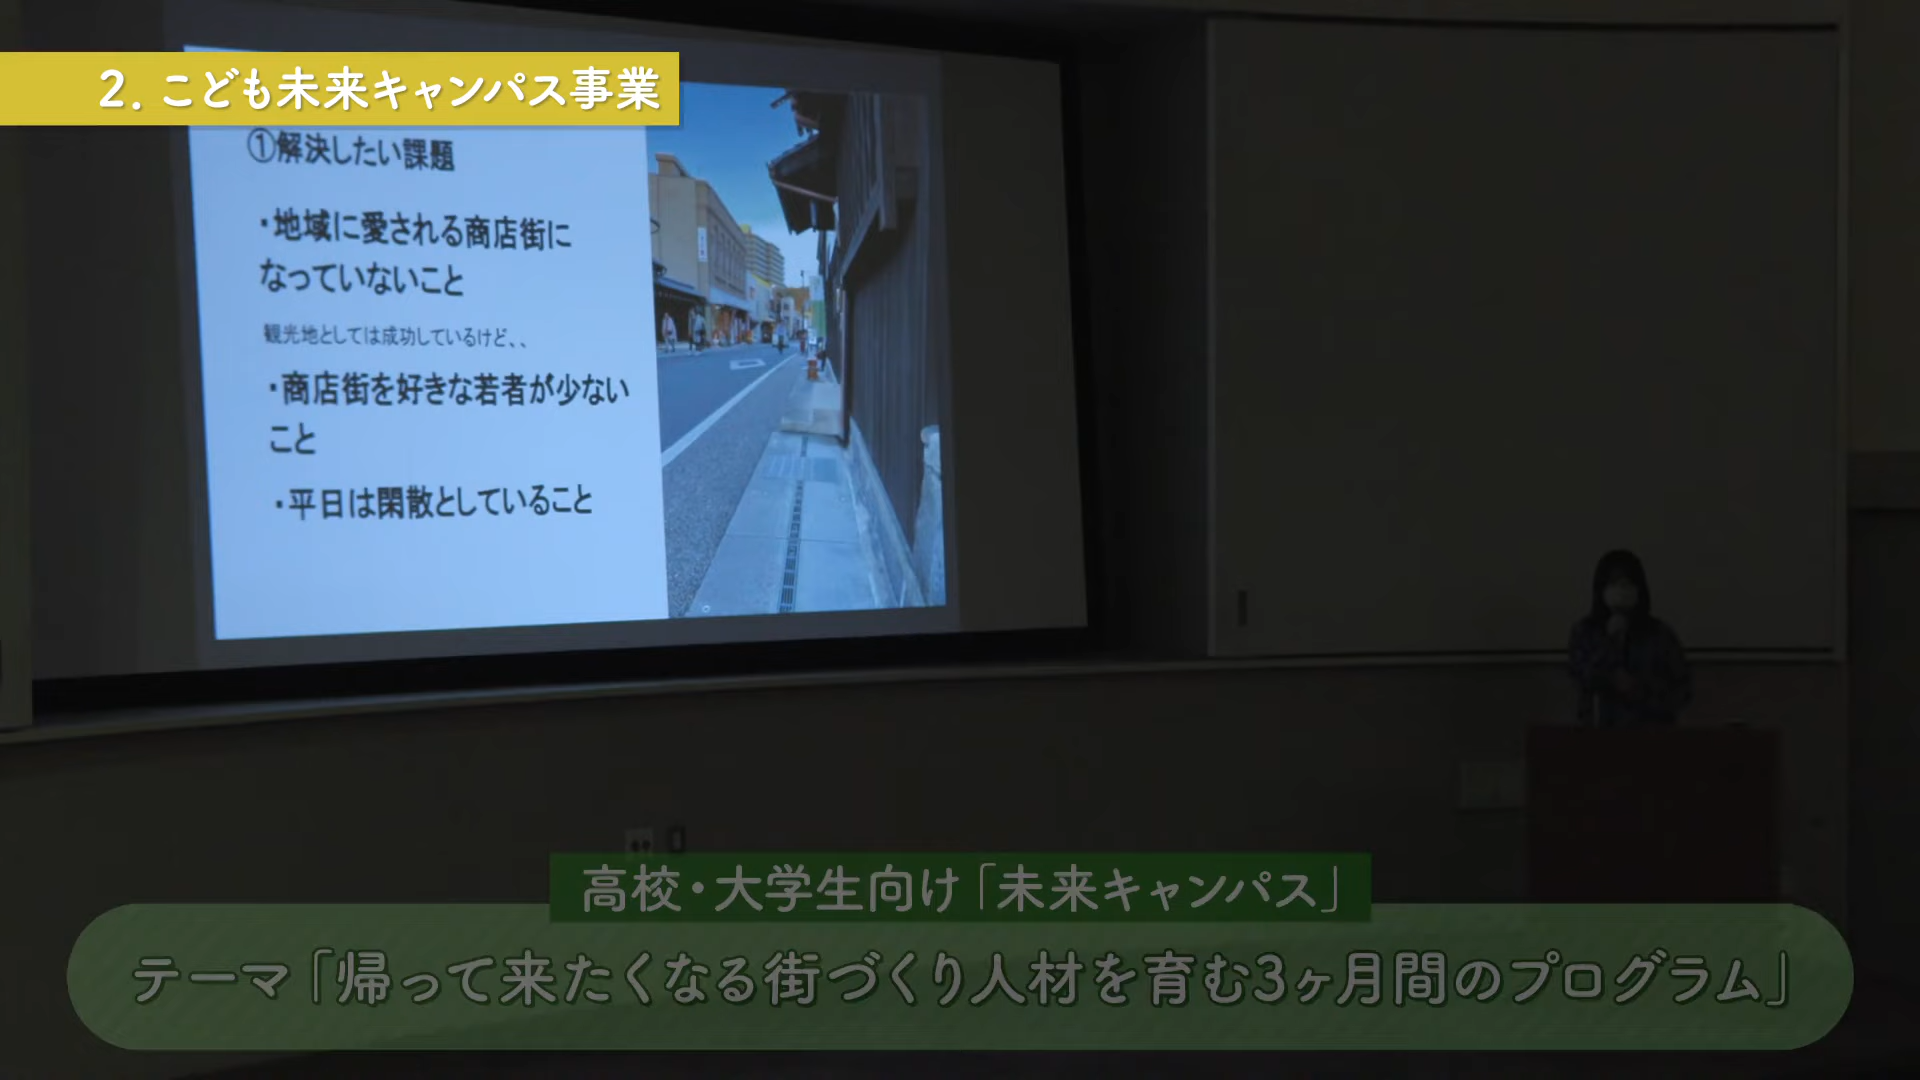 2. こども未来キャンパス事業
①解決したい課題
・地域に愛される商店街に
なっていないこと
観光地としては成功しているけど、、
・商店街を好きな若者が少ない
こと
・平日は閑散としていること
高校・大学生向け「未来キャンパス」
テーマ「帰って来たくなる街づくり人材を育む3ヶ月間のプログラム」